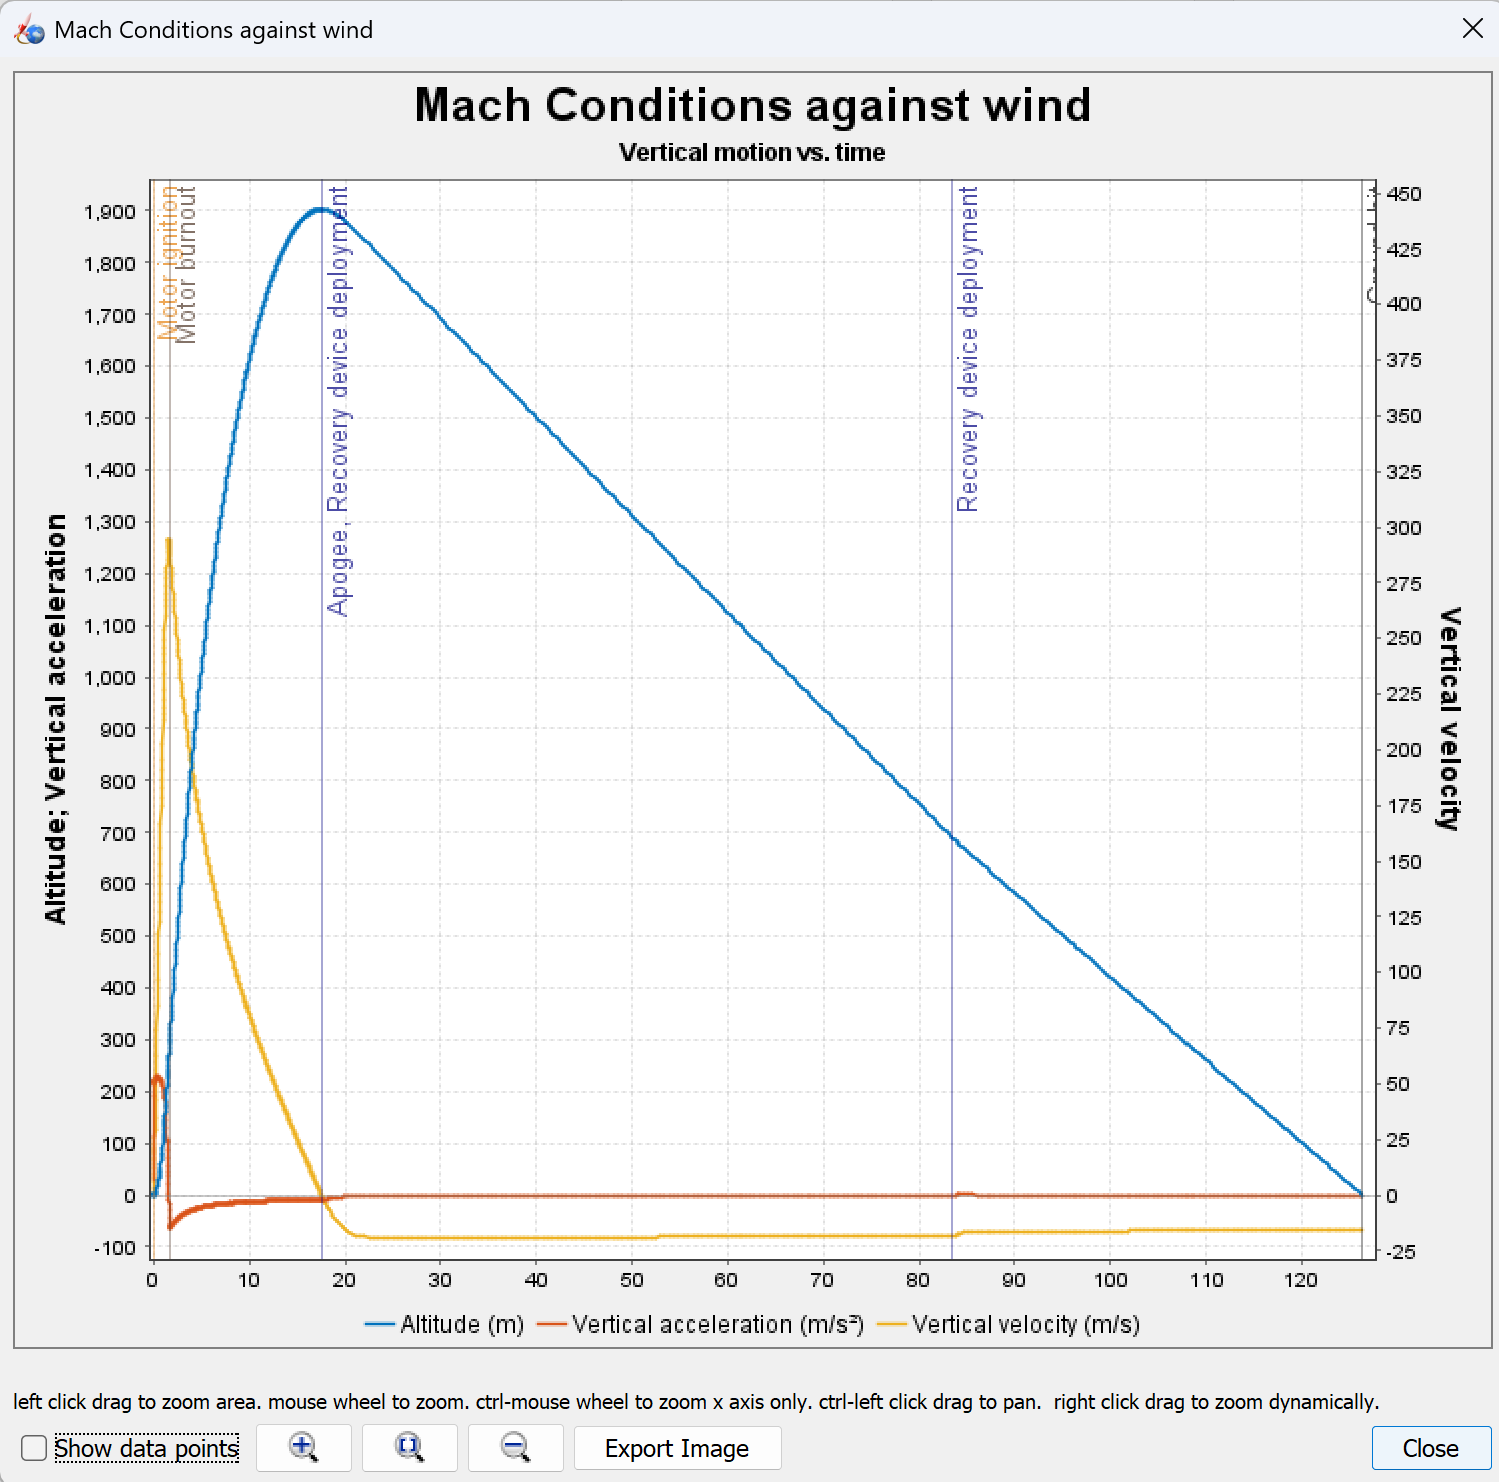 Mach Conditions against wind
Mach Conditions against wind
Vertical motion vs. time
Motor ignition
Motor burnout
Apogee, Recovery device deployment
Recovery device deployment
Altitude; Vertical acceleration
1,900
1,800
1,700
1,600
1,500
1,400
1,300
1,200
1,100
1,000
900
800
700
600
500
400
300
200
100
0
-100
450
425
400
375
350
325
300
275
250
225
200
175
150
125
100
75
50
25
0
-25
Vertical velocity
0 10 20 30 40 50 60 70 80 90 100 110 120
Altitude (m) Vertical acceleration (m/s²) Vertical velocity (m/s)
left click drag to zoom area. mouse wheel to zoom. ctrl-mouse wheel to zoom x axis only. ctrl-left click drag to pan.  right click drag to zoom dynamically.
Show data points
Export Image
Close